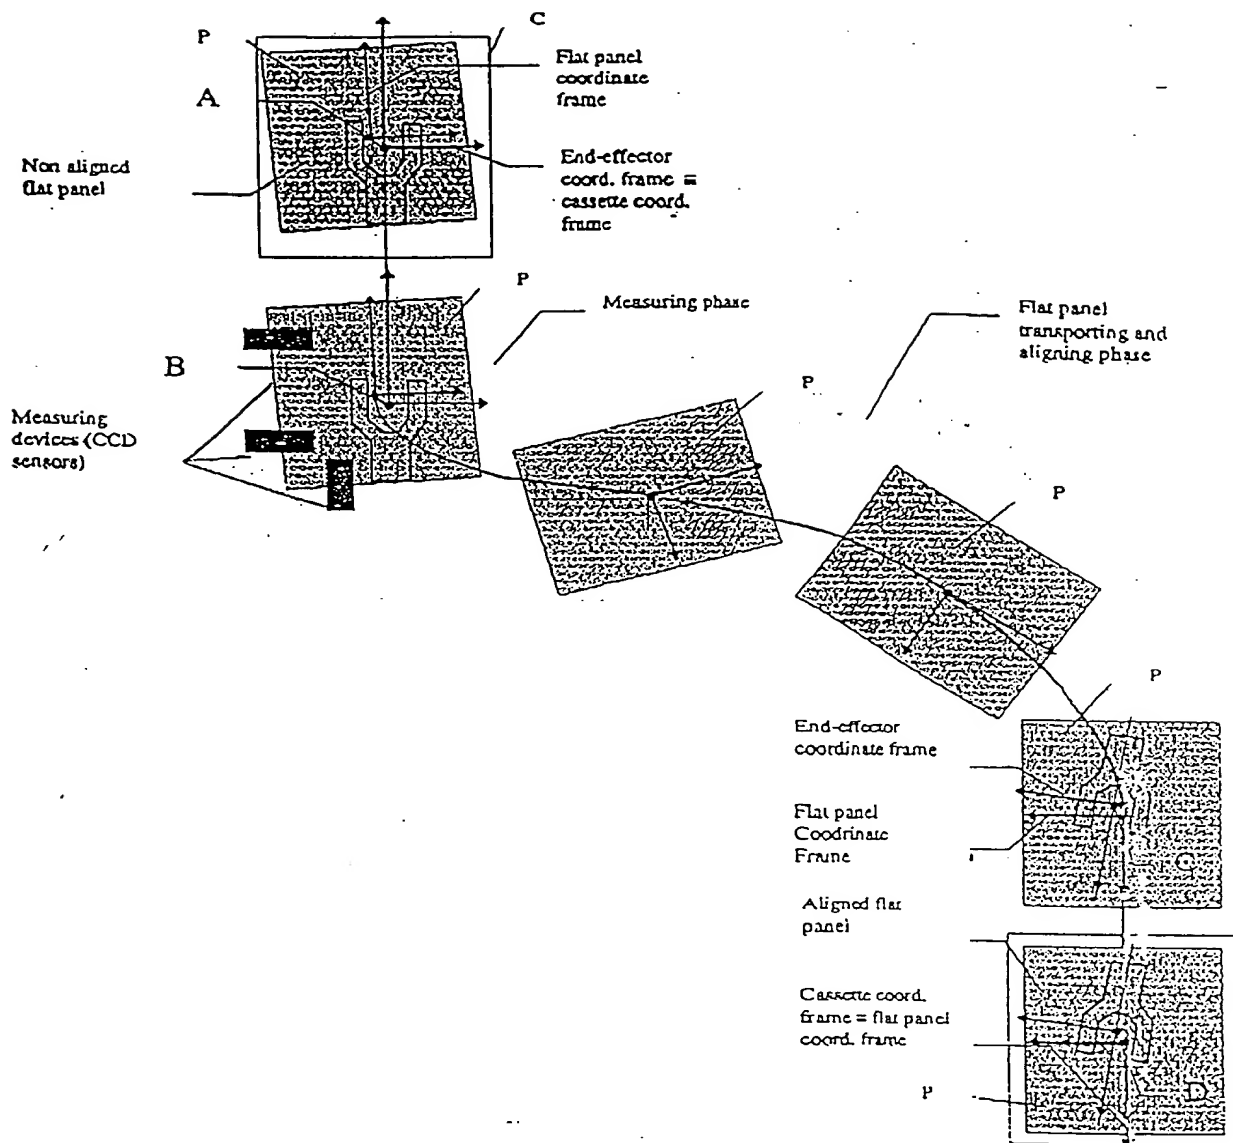 C
P
Flat panel
coordinate
frame
A
End-effector
coord. frame ≡
cassette coord.
frame
Non aligned
flat panel
P
Measuring phase
Flat panel
transporting and
aligning phase
B
P
Measuring
devices (CCD
sensors)
P
P
End-effector
coordinate frame
Flat panel
Coodrinate
Frame
C
Aligned flat
panel
Cassette coord.
frame = flat panel
coord. frame
P
D